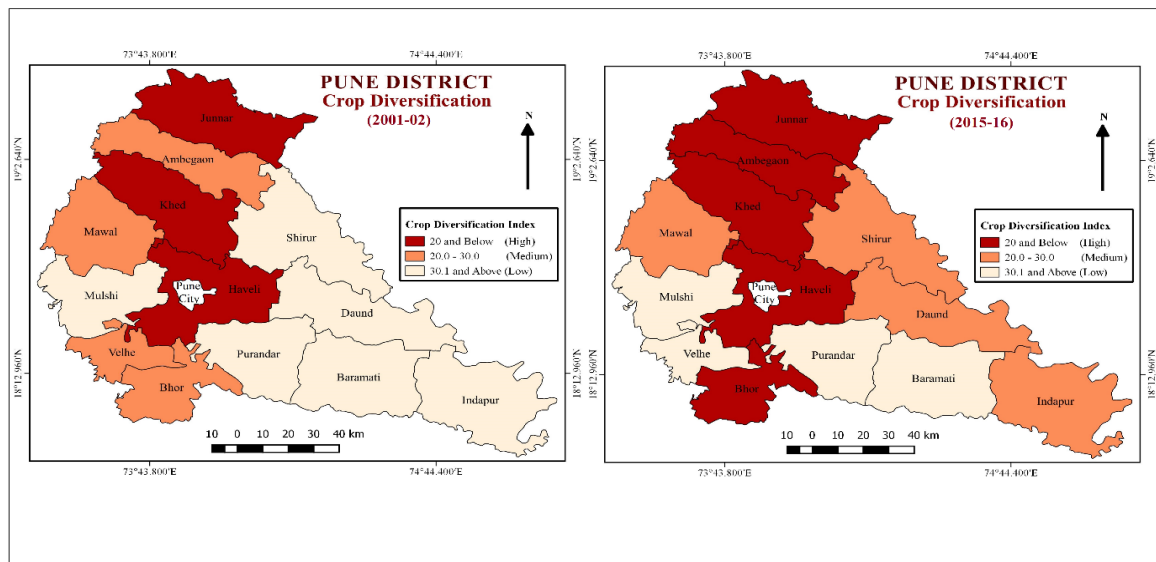 73°43.800'E
74°44.400'E
PUNE DISTRICT
Crop Diversification
(2001-02)
N
19°2.640'N
18°12.960'N
Junnar
Ambegaon
Khed
Mawal
Shirur
Mulshi
Pune
City
Haveli
Daund
Velhe
Purandar
Bhor
Baramati
Indapur
Crop Diversification Index
20 and Below (High)
20.0 - 30.0 (Medium)
30.1 and Above (Low)
10 0 10 20 30 40 km
73°43.800'E
74°44.400'E
73°43.800'E
74°44.400'E
PUNE DISTRICT
Crop Diversification
(2015-16)
N
19°2.640'N
19°2.640'N
18°12.960'N
18°12.960'N
Junnar
Ambegaon
Khed
Mawal
Shirur
Mulshi
Pune
City
Haveli
Daund
Velhe
Purandar
Bhor
Baramati
Indapur
Crop Diversification Index
20 and Below (High)
20.0 - 30.0 (Medium)
30.1 and Above (Low)
10 0 10 20 30 40 km
73°43.800'E
74°44.400'E